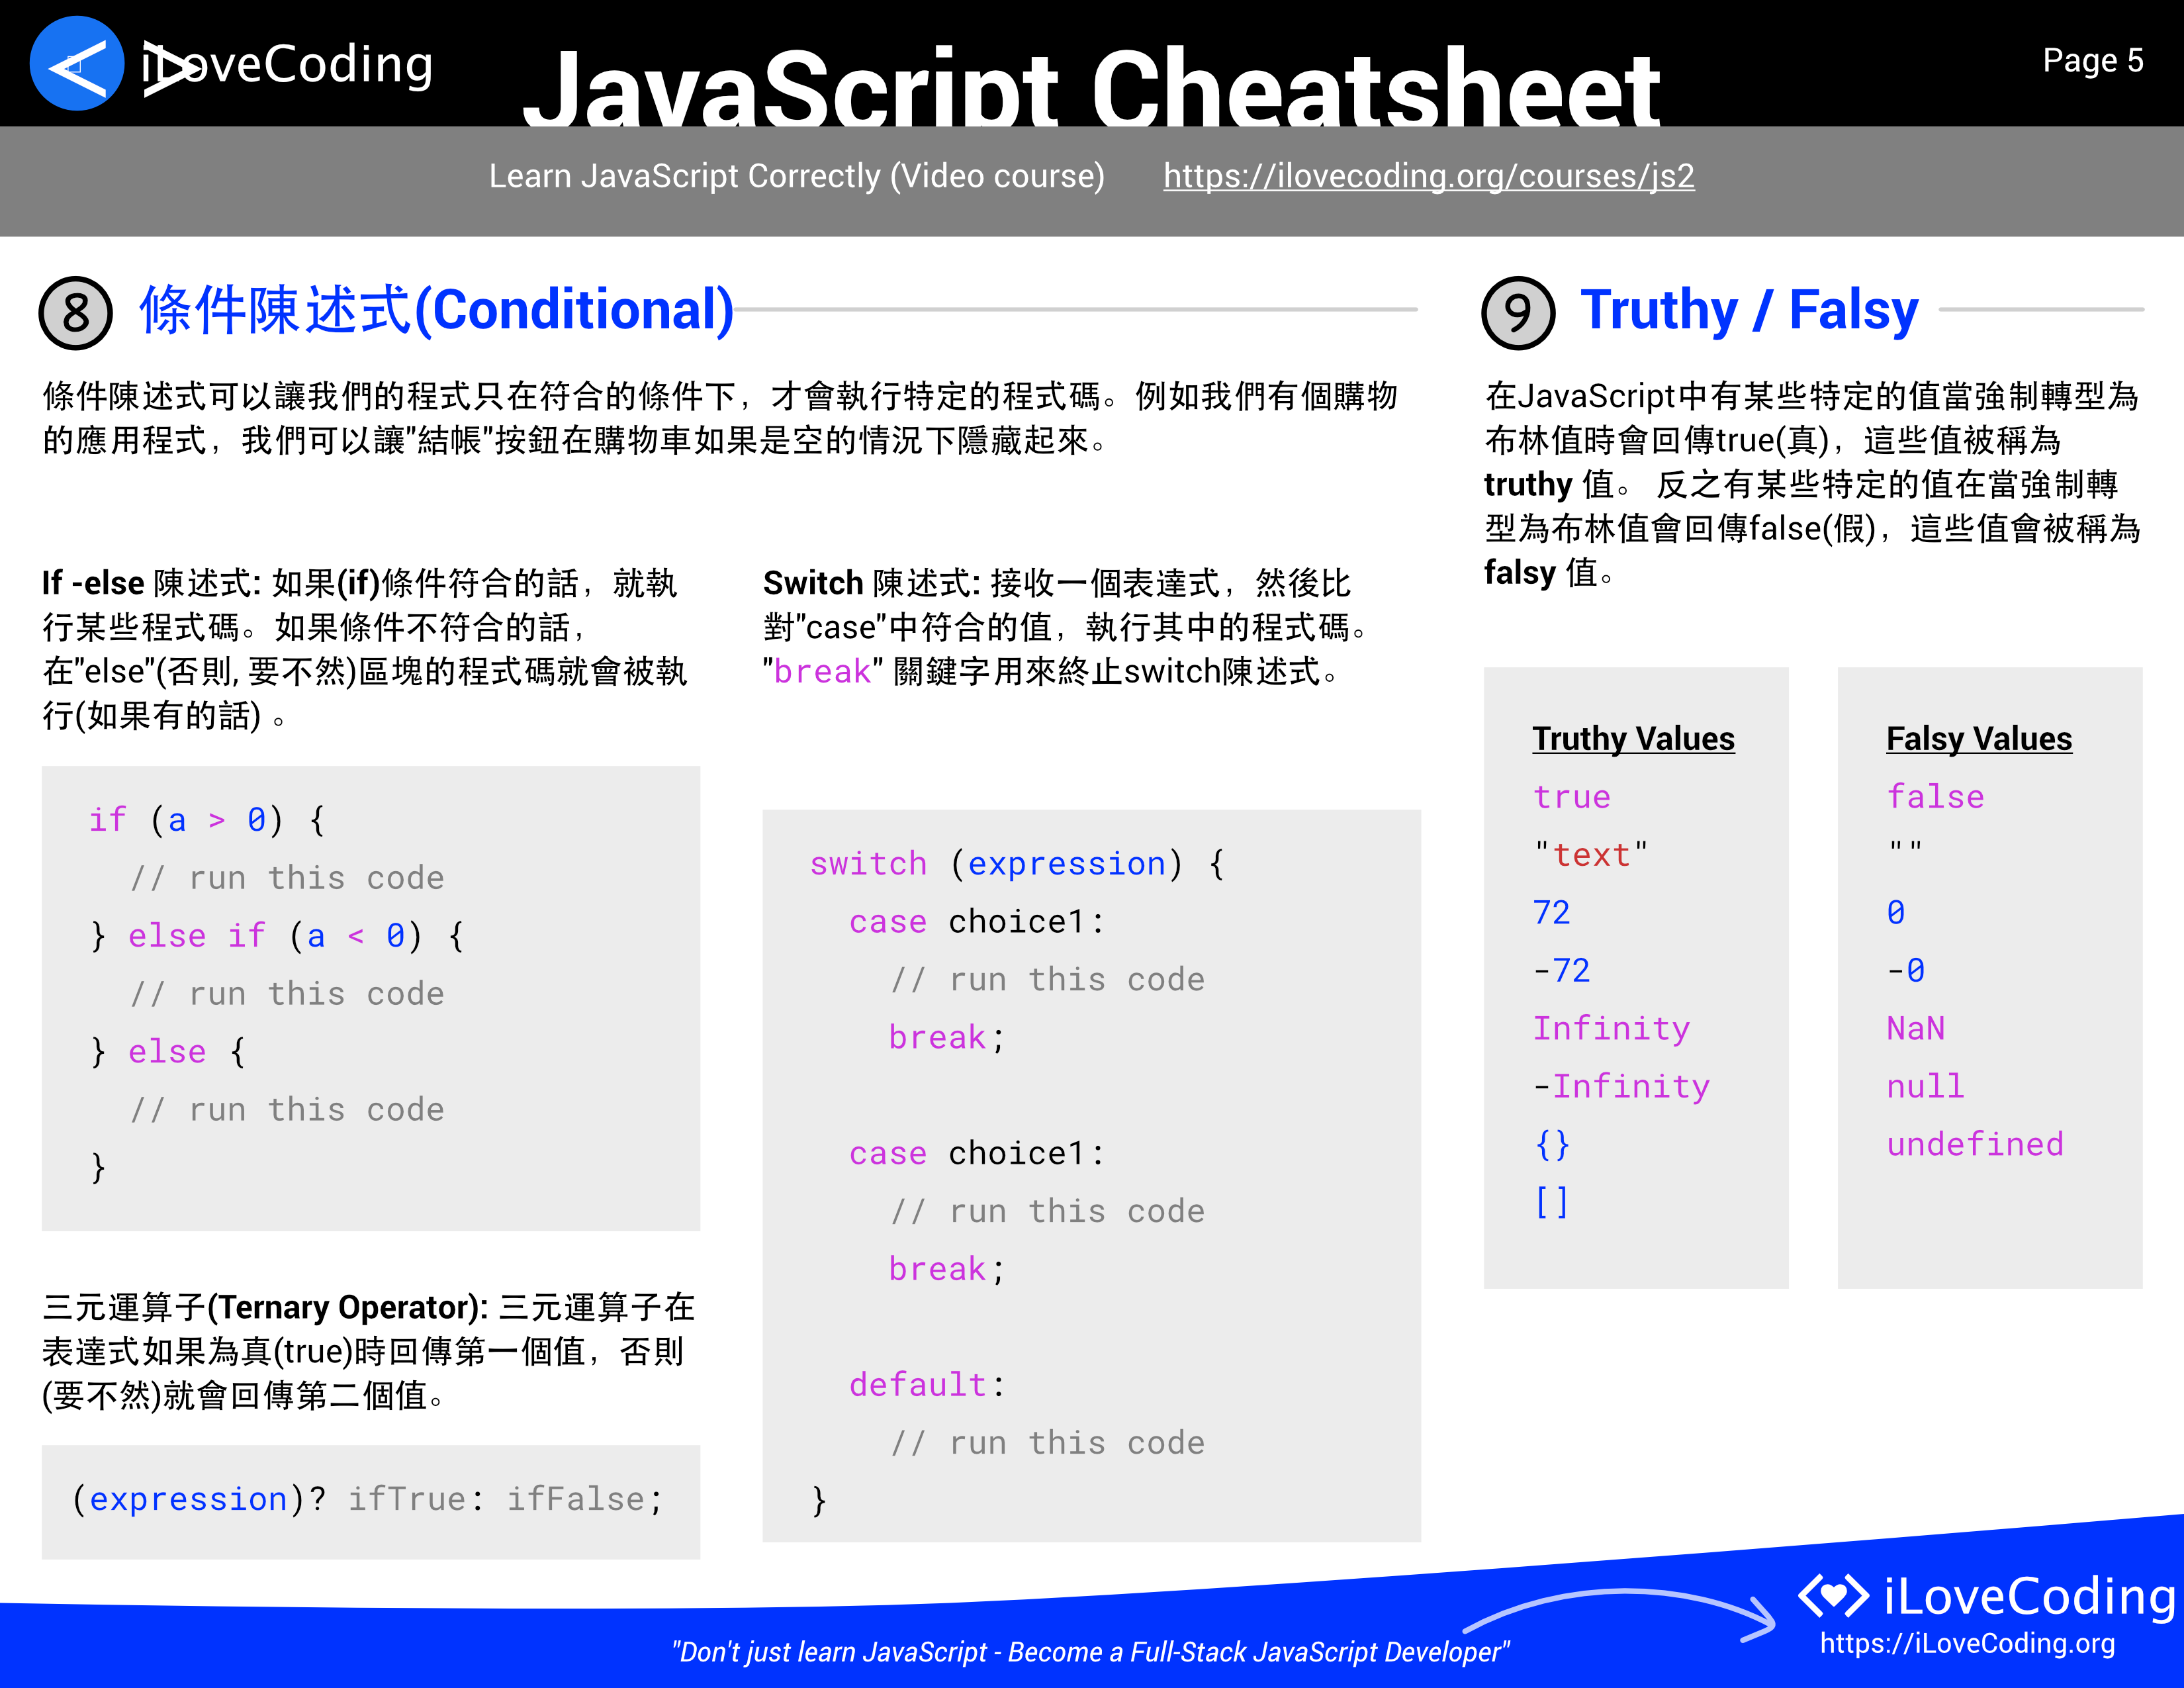 iLoveCoding
JavaScript Cheatsheet
Page 5
Learn JavaScript Correctly (Video course) https://ilovecoding.org/courses/js2
8 條件陳述式(Conditional)
條件陳述式可以讓我們的程式只在符合的條件下，才會執行特定的程式碼。例如我們有個購物
的應用程式，我們可以讓"結帳"按鈕在購物車如果是空的情況下隱藏起來。
If -else 陳述式: 如果(if)條件符合的話，就執
行某些程式碼。如果條件不符合的話，
在"else"(否則, 要不然)區塊的程式碼就會被執
行(如果有的話) 。
if (a > 0) {
// run this code
} else if (a < 0) {
// run this code
} else {
// run this code
}
三元運算子(Ternary Operator): 三元運算子在
表達式如果為真(true)時回傳第一個值，否則
(要不然)就會回傳第二個值。
(expression)? ifTrue: ifFalse;
Switch 陳述式: 接收一個表達式，然後比
對"case"中符合的值，執行其中的程式碼。
"break" 關鍵字用來終止switch陳述式。
switch (expression) {
case choice1:
// run this code
break;
case choice1:
// run this code
break;
default:
// run this code
}
9 Truthy / Falsy
在JavaScript中有某些特定的值當強制轉型為
布林值時會回傳true(真)，這些值被稱為
truthy 值。 反之有某些特定的值在當強制轉
型為布林值會回傳false(假)，這些值會被稱為
falsy 值。
Truthy Values
true
"text"
72
-72
Infinity
-Infinity
{}
[]
Falsy Values
false
""
0
-0
NaN
null
undefined
"Don't just learn JavaScript - Become a Full-Stack JavaScript Developer"
iLoveCoding
https://iLoveCoding.org